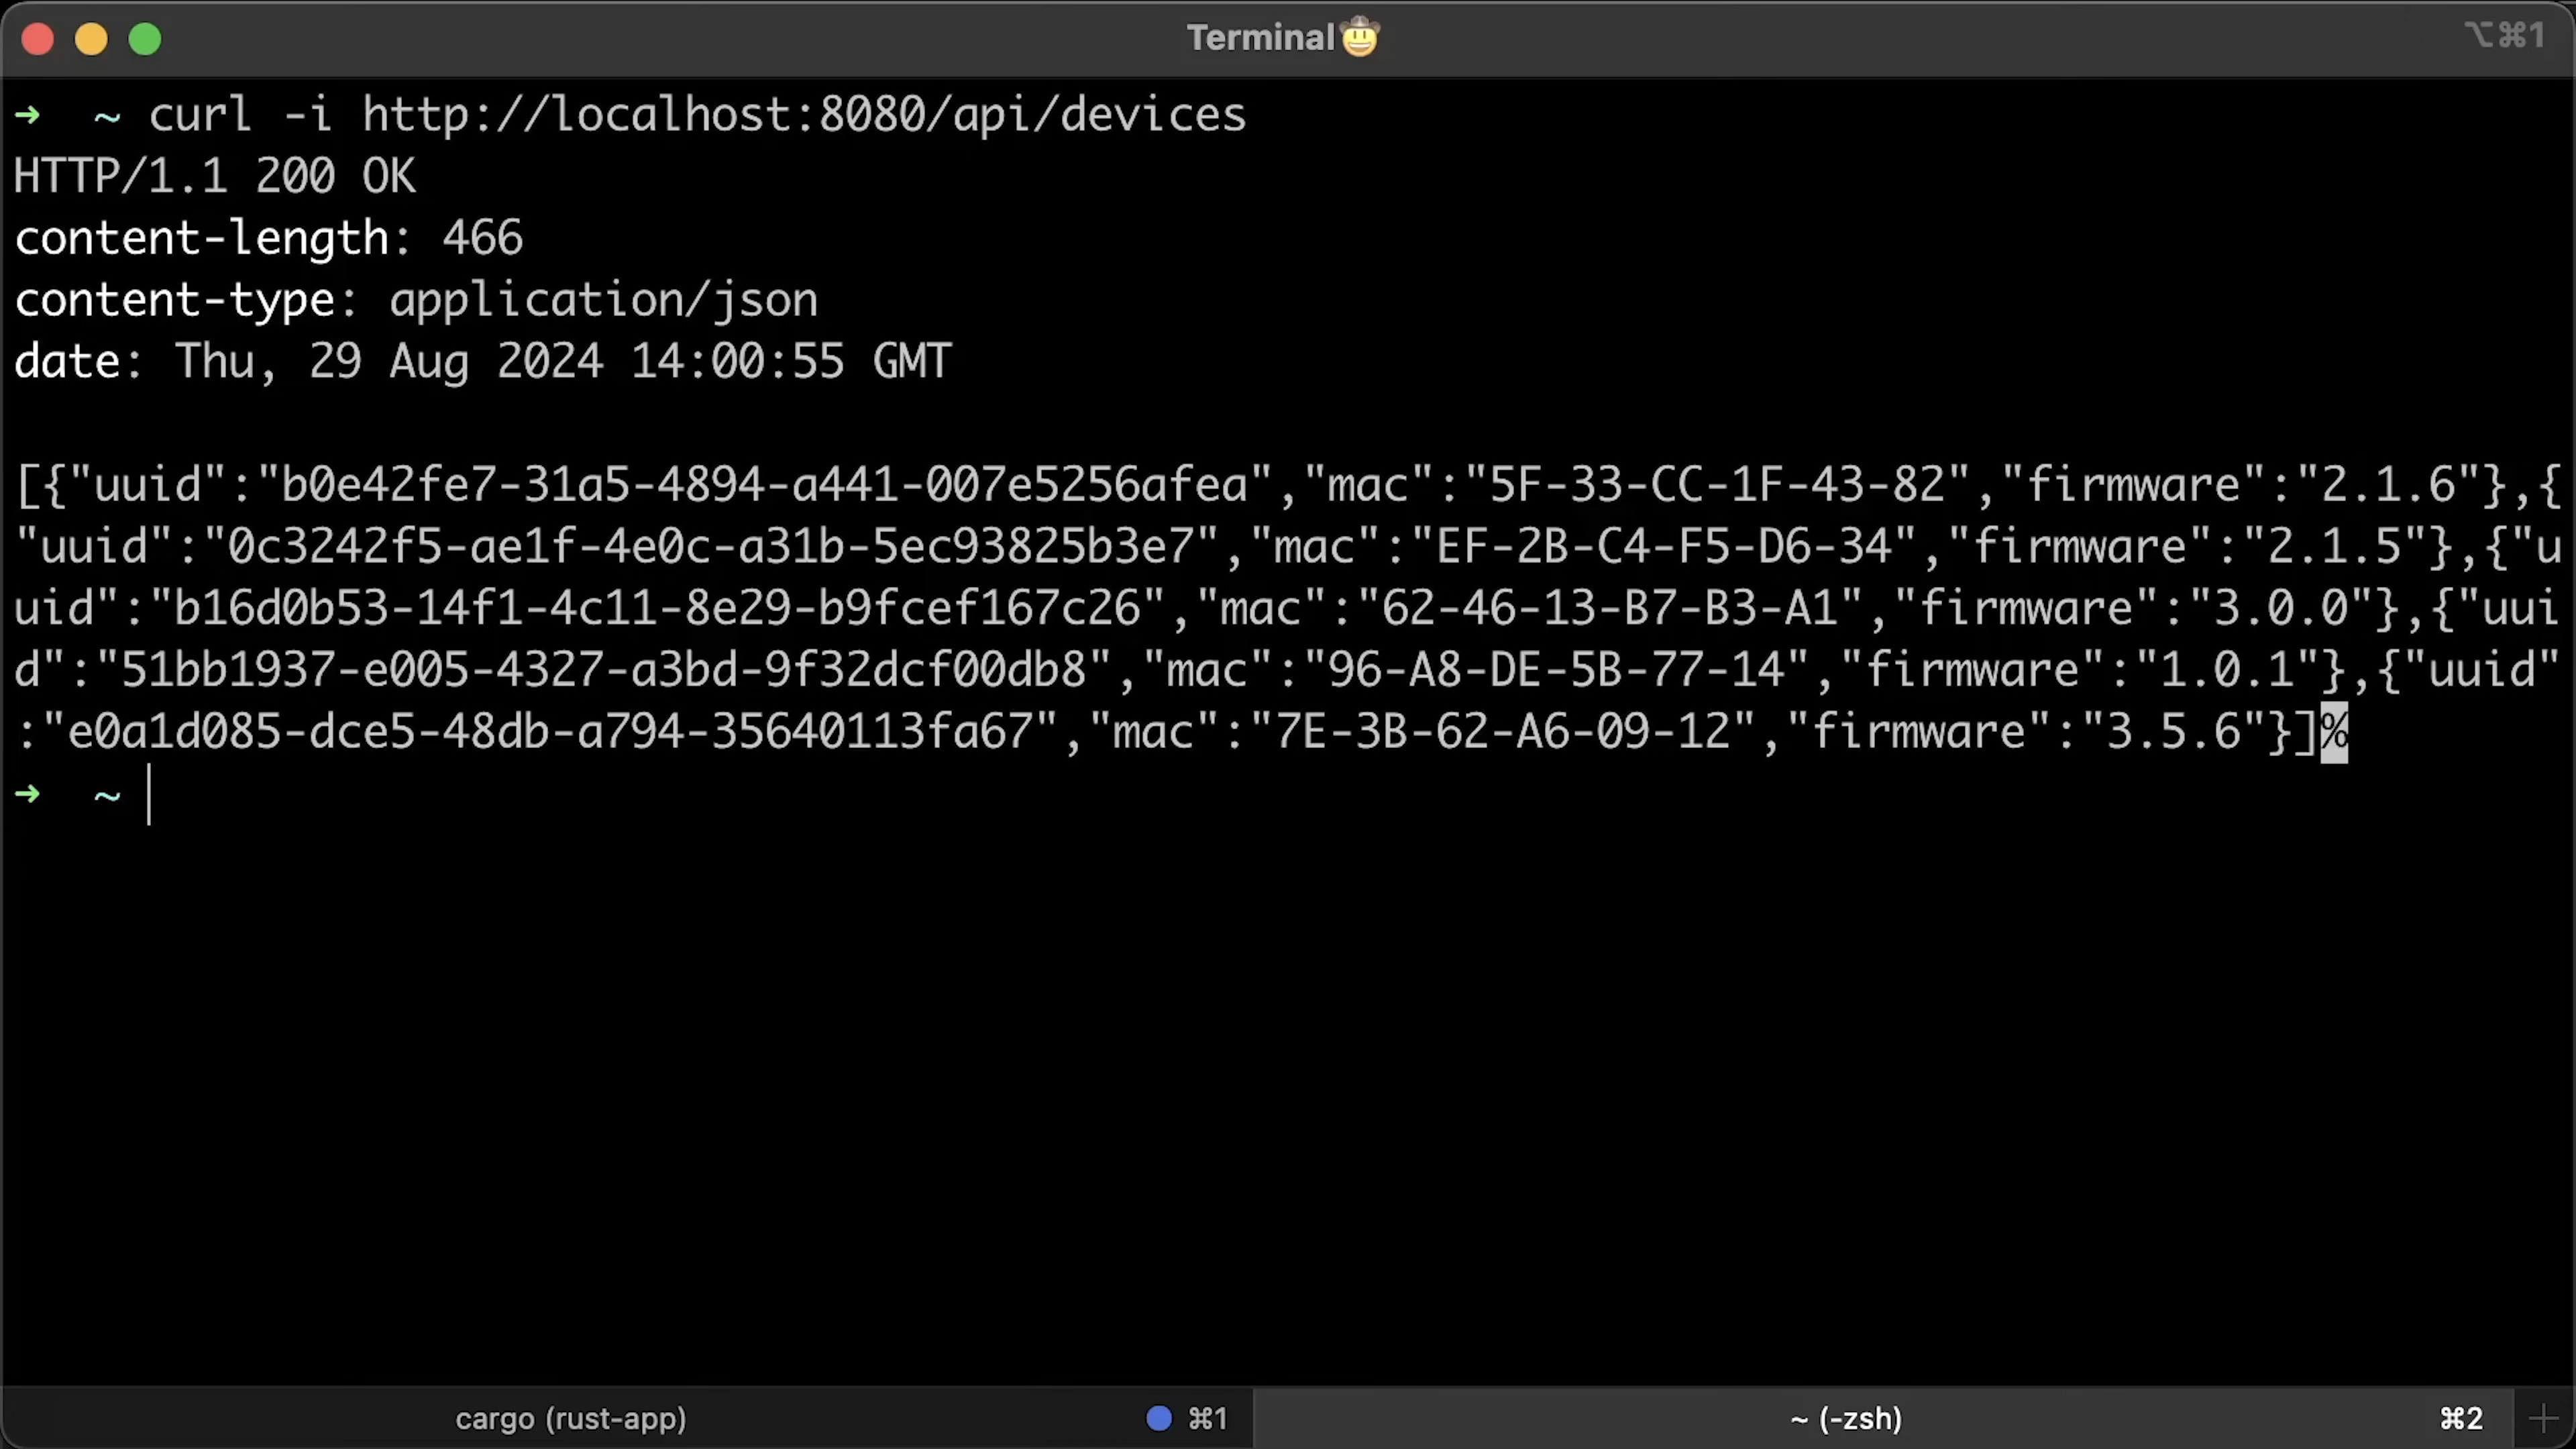 Terminal🤠
⌥⌘1
➜ ~ curl -i http://localhost:8080/api/devices
HTTP/1.1 200 OK
content-length: 466
content-type: application/json
date: Thu, 29 Aug 2024 14:00:55 GMT
[{"uuid":"b0e42fe7-31a5-4894-a441-007e5256afea","mac":"5F-33-CC-1F-43-82","firmware":"2.1.6"},{
"uuid":"0c3242f5-ae1f-4e0c-a31b-5ec93825b3e7","mac":"EF-2B-C4-F5-D6-34","firmware":"2.1.5"},{"u
uid":"b16d0b53-14f1-4c11-8e29-b9fcef167c26","mac":"62-46-13-B7-B3-A1","firmware":"3.0.0"},{"uui
d":"51bb1937-e005-4327-a3bd-9f32dcf00db8","mac":"96-A8-DE-5B-77-14","firmware":"1.0.1"},{"uuid"
:"e0a1d085-dce5-48db-a794-35640113fa67","mac":"7E-3B-62-A6-09-12","firmware":"3.5.6"}]%
➜ ~
cargo (rust-app) ⌘1
~ (-zsh) ⌘2